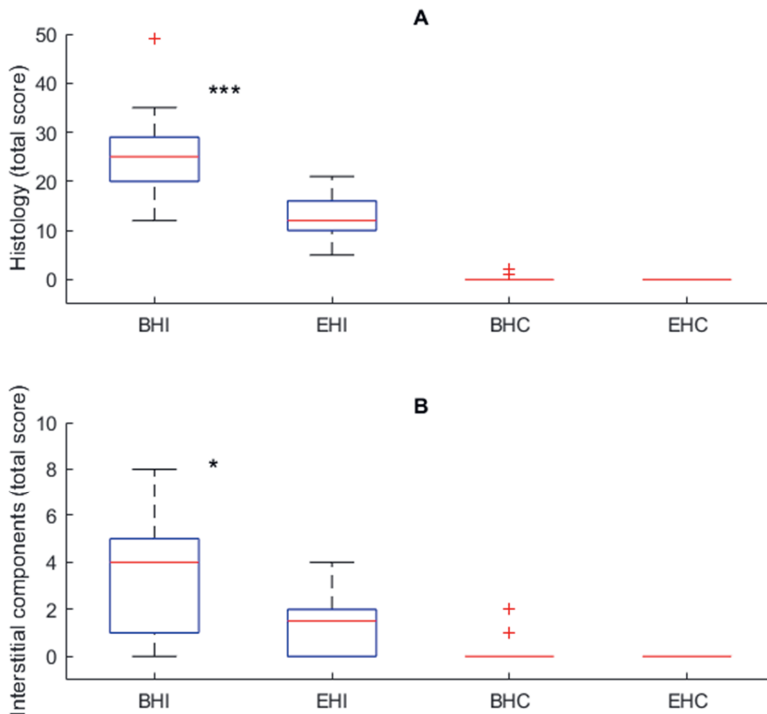 A
Histology (total score)
50
40
30
20
10
0
***
BHI EHI BHC EHC
B
Interstitial components (total score)
10
8
6
4
2
0
*
BHI EHI BHC EHC